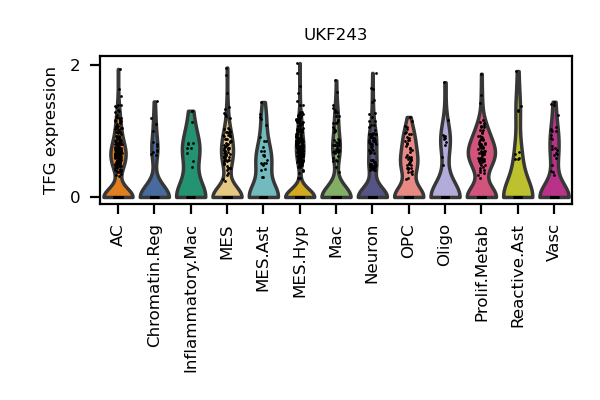 UKF243
TFG expression
2
0
AC
Chromatin.Reg
Inflammatory.Mac
MES
MES.Ast
MES.Hyp
Mac
Neuron
OPC
Oligo
Prolif.Metab
Reactive.Ast
Vasc